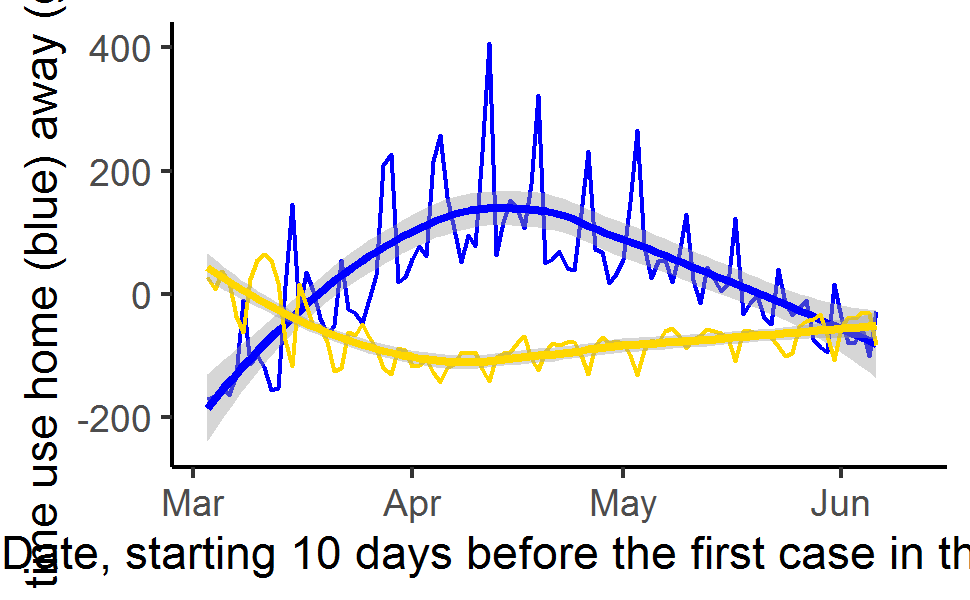 time use home (blue) away (
400
200
0
-200
Mar Apr May Jun
Date, starting 10 days before the first case in th